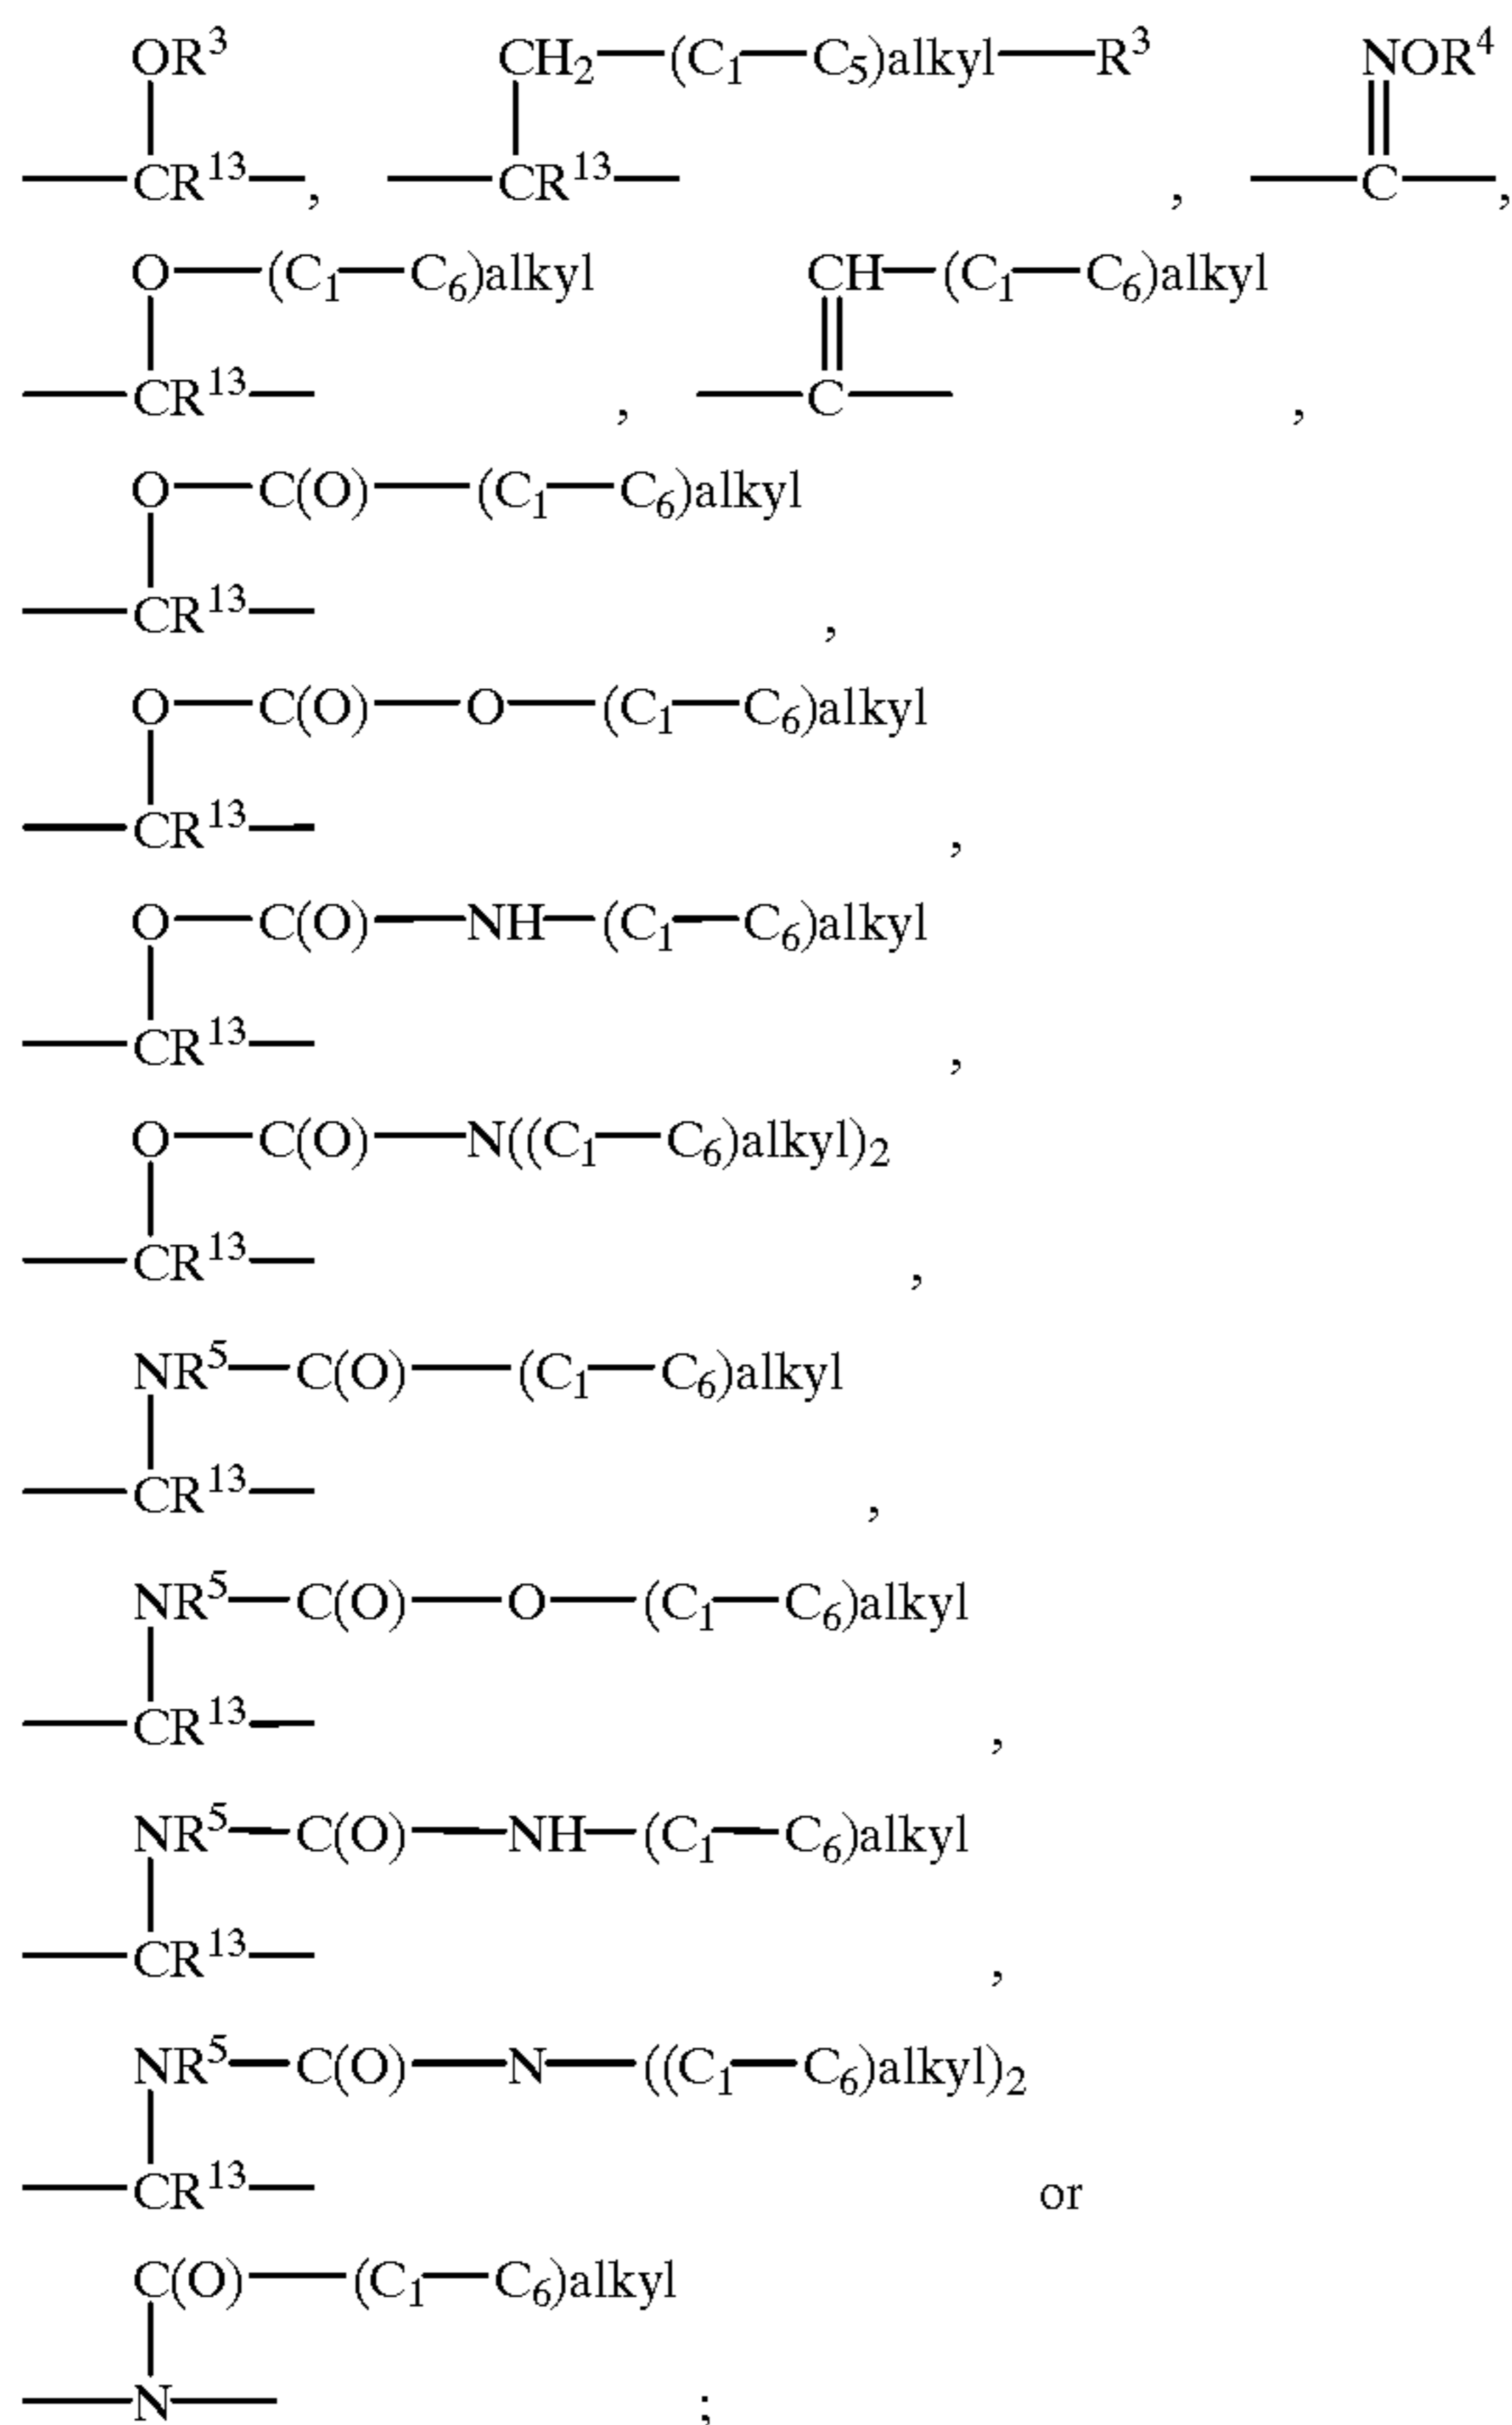 OR³ CH₂—(C₁—C₅)alkyl—R³ NOR⁴
—CR¹³—, —CR¹³— , —C—,
O—(C₁—C₆)alkyl CH—(C₁—C₆)alkyl
—CR¹³— , —C— ,
O—C(O)—(C₁—C₆)alkyl
—CR¹³— ,
O—C(O)—O—(C₁—C₆)alkyl
—CR¹³— ,
O—C(O)—NH—(C₁—C₆)alkyl
—CR¹³— ,
O—C(O)—N((C₁—C₆)alkyl)₂
—CR¹³— ,
NR⁵—C(O)—(C₁—C₆)alkyl
—CR¹³— ,
NR⁵—C(O)—O—(C₁—C₆)alkyl
—CR¹³— ,
NR⁵—C(O)—NH—(C₁—C₆)alkyl
—CR¹³— ,
NR⁵—C(O)—N—((C₁—C₆)alkyl)₂
—CR¹³— or
C(O)—(C₁—C₆)alkyl
—N— ;